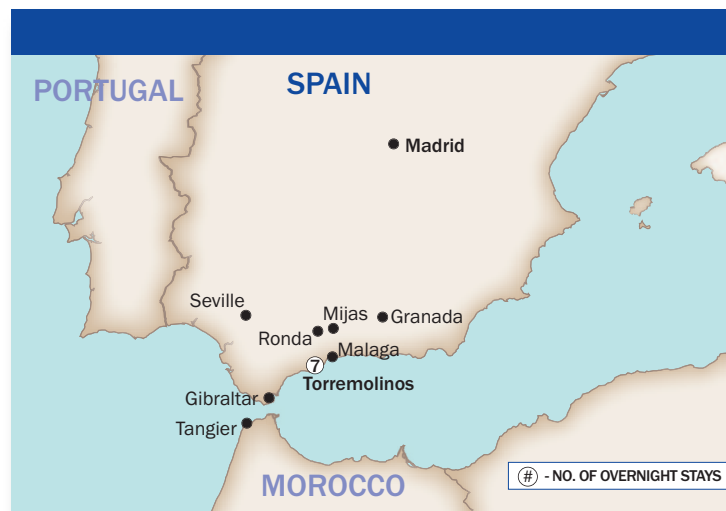 PORTUGAL
SPAIN
Madrid
Seville
Mijas
Granada
Ronda
Malaga
7
Torremolinos
Gibraltar
Tangier
MOROCCO
# - NO. OF OVERNIGHT STAYS